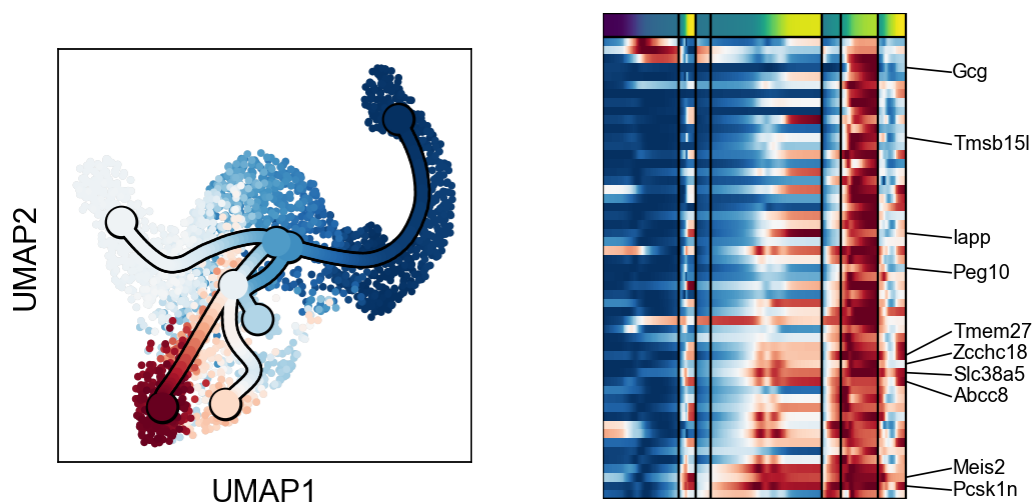 UMAP2
UMAP1
Gcg
Tmsb15l
Iapp
Peg10
Tmem27
Zcchc18
Slc38a5
Abcc8
Meis2
Pcsk1n